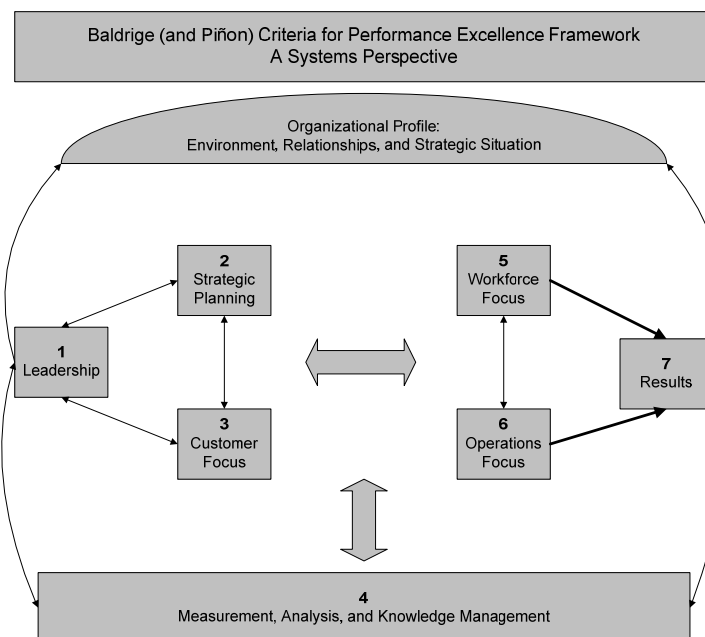 Baldrige (and Piñon) Criteria for Performance Excellence Framework
A Systems Perspective
Organizational Profile:
Environment, Relationships, and Strategic Situation
2
Strategic
Planning
5
Workforce
Focus
1
Leadership
7
Results
3
Customer
Focus
6
Operations
Focus
4
Measurement, Analysis, and Knowledge Management